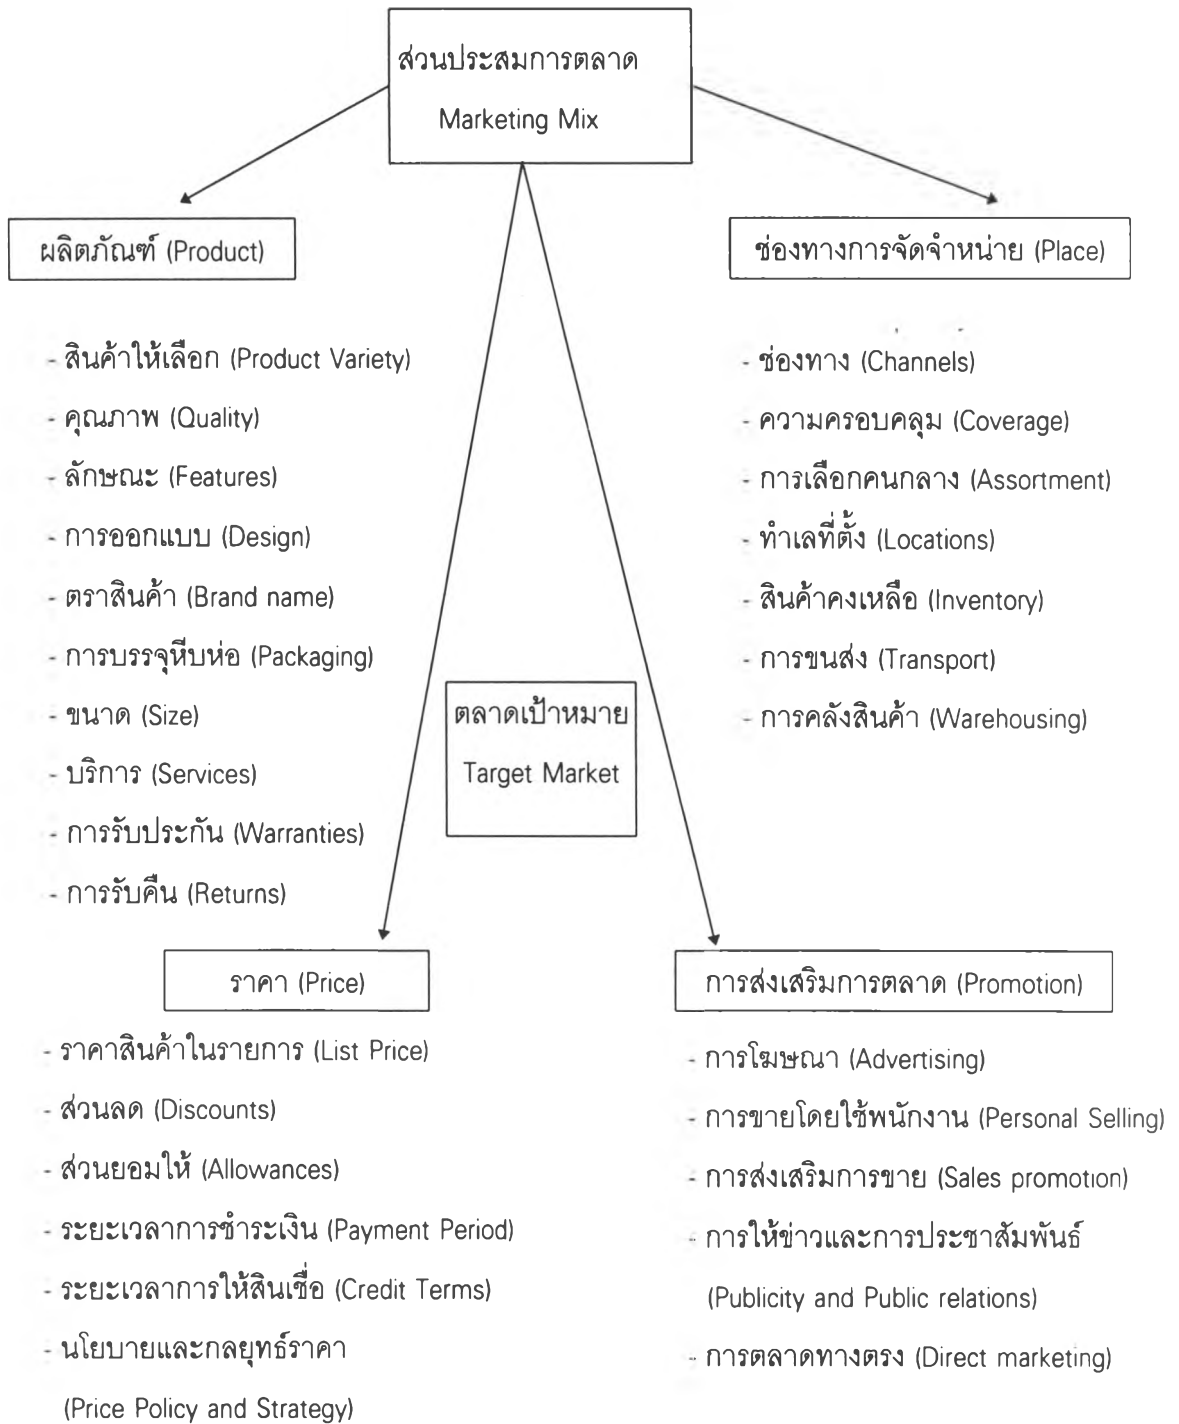 ส่วนประสมการตลาด
Marketing Mix
ผลิตภัณฑ์ (Product)
- สินค้าให้เลือก (Product Variety)
- คุณภาพ (Quality)
- ลักษณะ (Features)
- การออกแบบ (Design)
- ตราสินค้า (Brand name)
- การบรรจุหีบห่อ (Packaging)
- ขนาด (Size)
- บริการ (Services)
- การรับประกัน (Warranties)
- การรับคืน (Returns)
ช่องทางการจัดจำหน่าย (Place)
- ช่องทาง (Channels)
- ความครอบคลุม (Coverage)
- การเลือกคนกลาง (Assortment)
- ทำเลที่ตั้ง (Locations)
- สินค้าคงเหลือ (Inventory)
- การขนส่ง (Transport)
- การคลังสินค้า (Warehousing)
ตลาดเป้าหมาย
Target Market
ราคา (Price)
- ราคาสินค้าในรายการ (List Price)
- ส่วนลด (Discounts)
- ส่วนยอมให้ (Allowances)
- ระยะเวลาการชำระเงิน (Payment Period)
- ระยะเวลาการให้สินเชื่อ (Credit Terms)
- นโยบายและกลยุทธ์ราคา
(Price Policy and Strategy)
การส่งเสริมการตลาด (Promotion)
- การโฆษณา (Advertising)
- การขายโดยใช้พนักงาน (Personal Selling)
- การส่งเสริมการขาย (Sales promotion)
- การให้ข่าวและการประชาสัมพันธ์
(Publicity and Public relations)
- การตลาดทางตรง (Direct marketing)